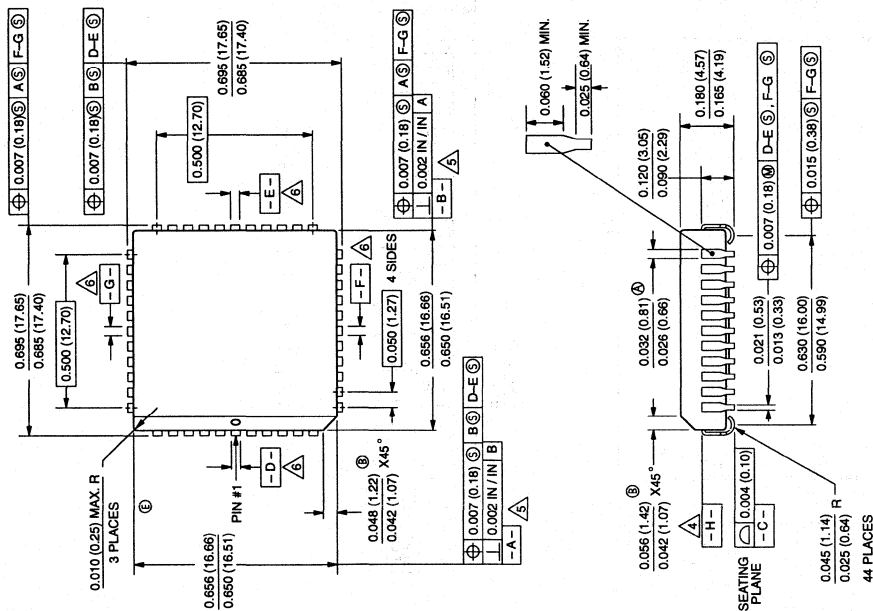 ⌖ 0.007 (0.18) Ⓢ A Ⓢ F–G Ⓢ
⌖ 0.007 (0.18) Ⓢ B Ⓢ D–E Ⓢ
0.695 (17.65)
0.685 (17.40)
0.500 (12.70)
-E-
6
⌖ 0.007 (0.18) Ⓢ A Ⓢ F–G Ⓢ
⊥ 0.002 IN / IN A
-B-
5
0.695 (17.65)
0.685 (17.40)
0.500 (12.70)
-G-
6
-F-
6
0.050 (1.27) 4 SIDES
0.656 (16.66)
0.650 (16.51)
0.010 (0.25) MAX. R
3 PLACES
Ⓔ
PIN #1
-D-
6
Ⓑ
0.048 (1.22)
0.042 (1.07)
X45°
0.656 (16.66)
0.650 (16.51)
⌖ 0.007 (0.18) Ⓢ B Ⓢ D–E Ⓢ
⊥ 0.002 IN / IN B
-A-
5
0.060 (1.52) MIN.
0.025 (0.64) MIN.
0.180 (4.57)
0.165 (4.19)
0.120 (3.05)
0.090 (2.29)
⌖ 0.007 (0.18) Ⓜ D–E Ⓢ, F–G Ⓢ
⌖ 0.015 (0.38) Ⓢ F–G Ⓢ
0.032 (0.81) Ⓐ
0.026 (0.66)
0.021 (0.53)
0.013 (0.33)
0.630 (16.00)
0.590 (14.99)
Ⓑ
0.056 (1.42)
0.042 (1.07)
X45°
4
-H-
⌓ 0.004 (0.10)
-C-
SEATING
PLANE
0.045 (1.14)
0.025 (0.64)
R
44 PLACES